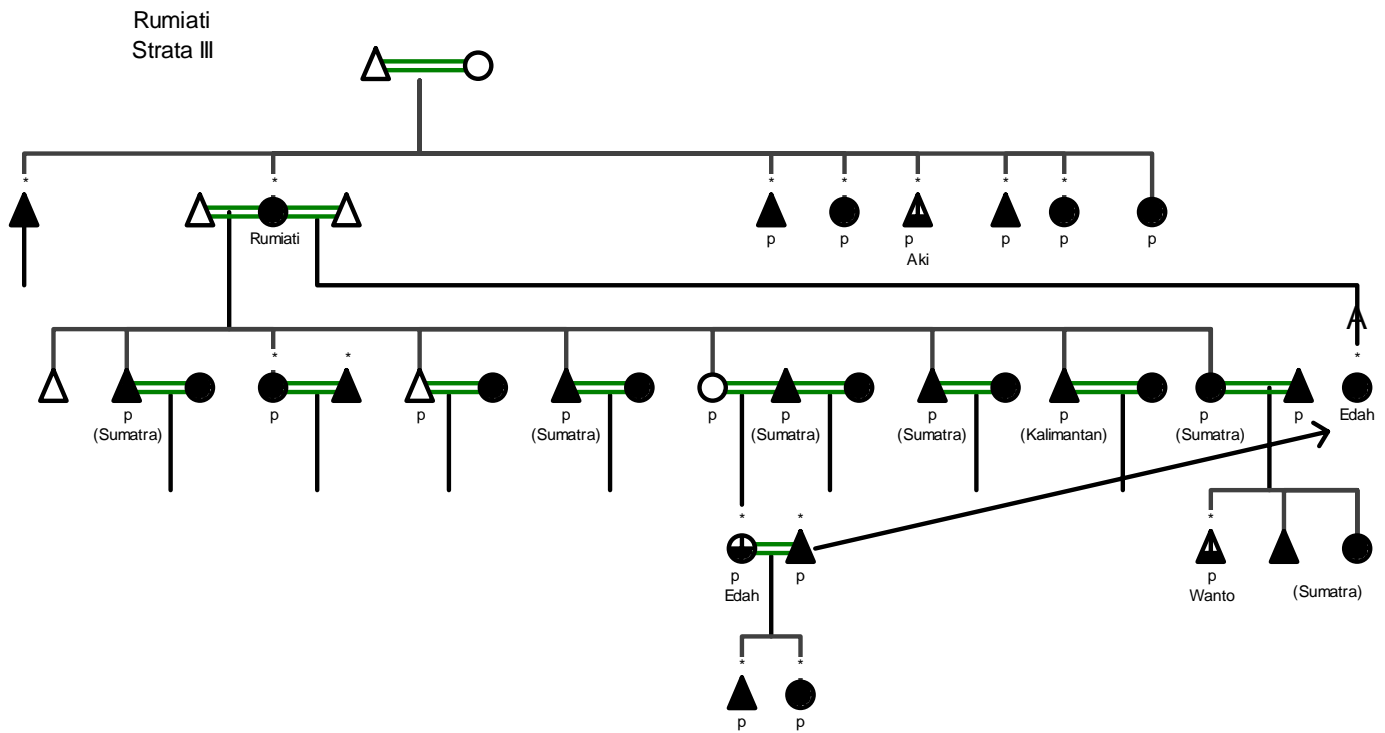 Rumiati
Strata III
* * * * * * *
Rumiati p p p p p p
Aki
A
* * *
p p p p p p p p p p Edah
(Sumatra) (Sumatra) (Sumatra) (Sumatra) (Kalimantan) (Sumatra)
* * *
p p p
Edah Wanto (Sumatra)
* *
p p